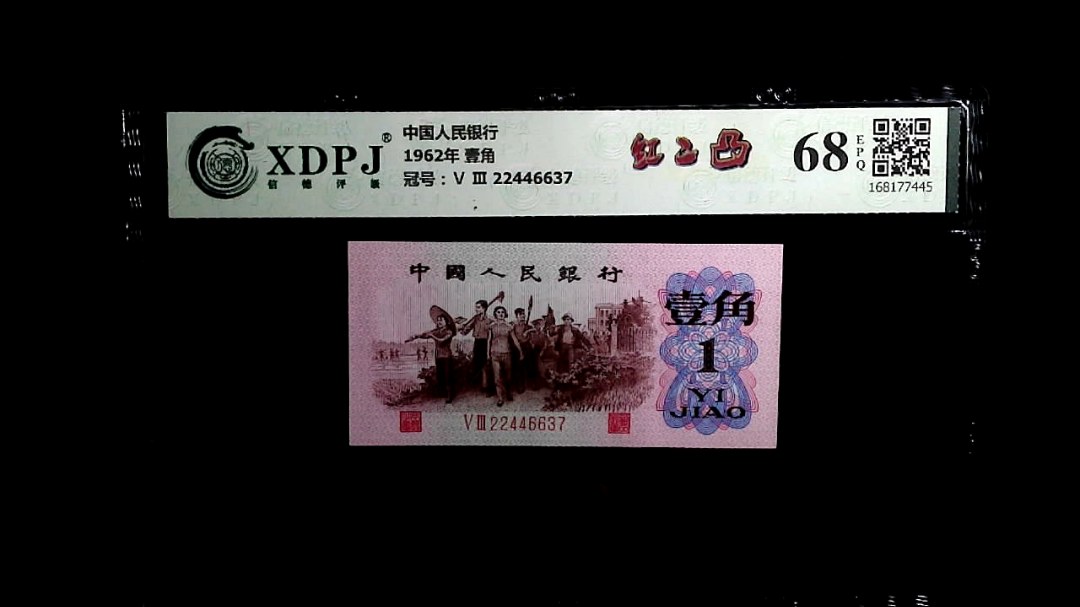 XDPJ®
信德评级
中国人民银行
1962年 壹角
冠号：Ⅴ Ⅲ 22446637
红二凸
68
EPQ
168177445
中國人民銀行
壹角
1
YI
JIAO
ⅤⅢ22446637